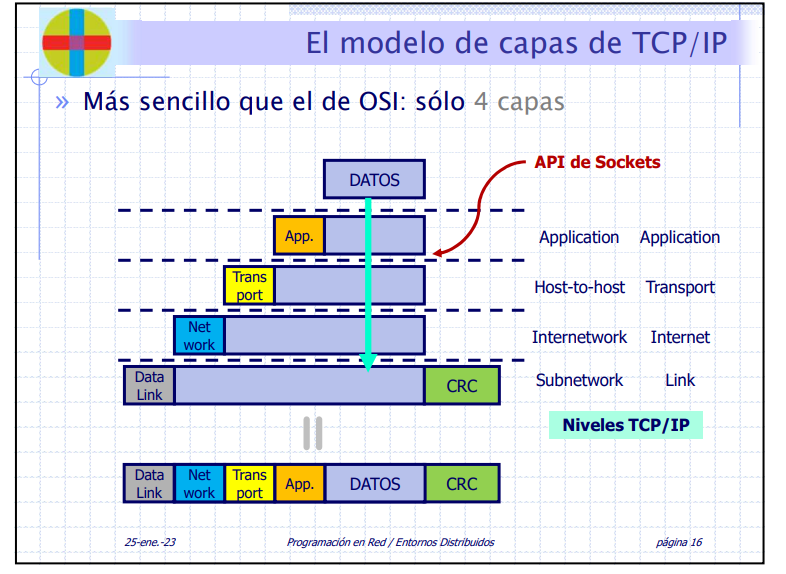 El modelo de capas de TCP/IP
» Más sencillo que el de OSI: sólo 4 capas
API de Sockets
DATOS
App.
Application Application
Trans
port
Host-to-host Transport
Net
work
Internetwork Internet
Data
Link
CRC
Subnetwork Link
Niveles TCP/IP
Data
Link
Net
work
Trans
port
App.
DATOS
CRC
25-ene.-23
Programación en Red / Entornos Distribuidos
página 16